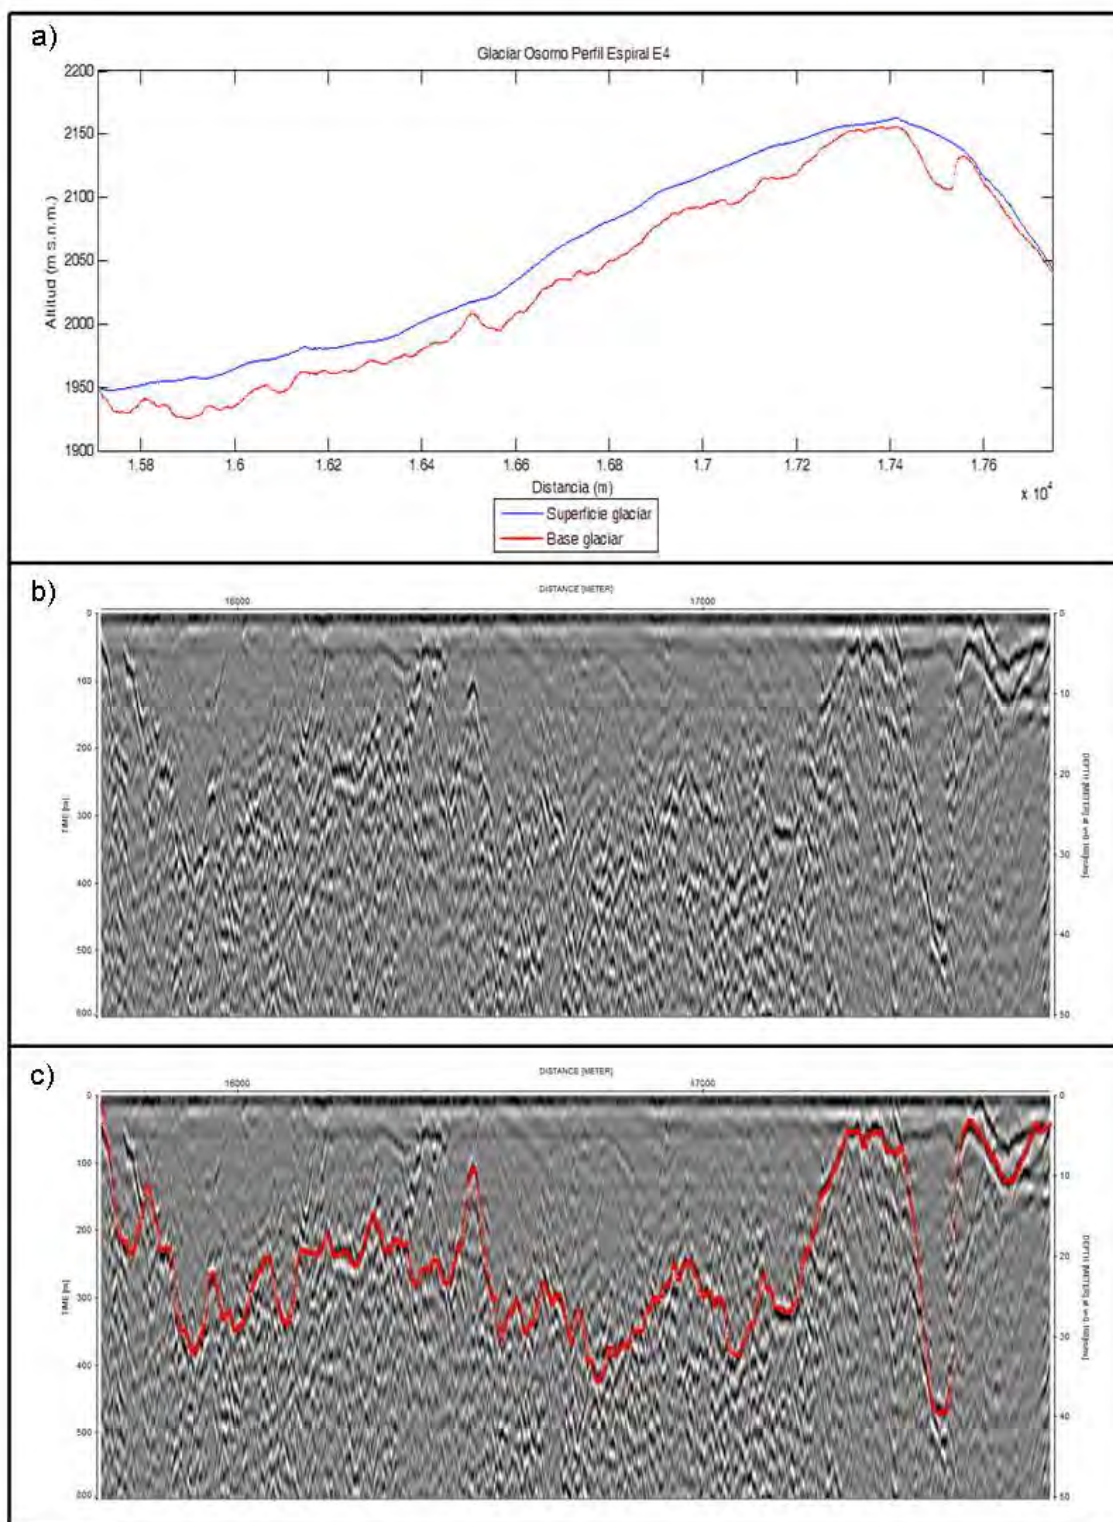 a)
Glaciar Osorno Perfil Espiral E4
Altitud (m s.n.m.)
2200
2150
2100
2050
2000
1950
1900
1.58 1.6 1.62 1.64 1.66 1.68 1.7 1.72 1.74 1.76
Distancia (m)
x 10⁴
Superficie glaciar
Base glaciar
b)
DISTANCE [METER]
16000 17000
TIME [ns]
0
100
200
300
400
500
600
0
10
20
30
40
50
c)
DISTANCE [METER]
16000 17000
TIME [ns]
0
100
200
300
400
500
600
0
10
20
30
40
50